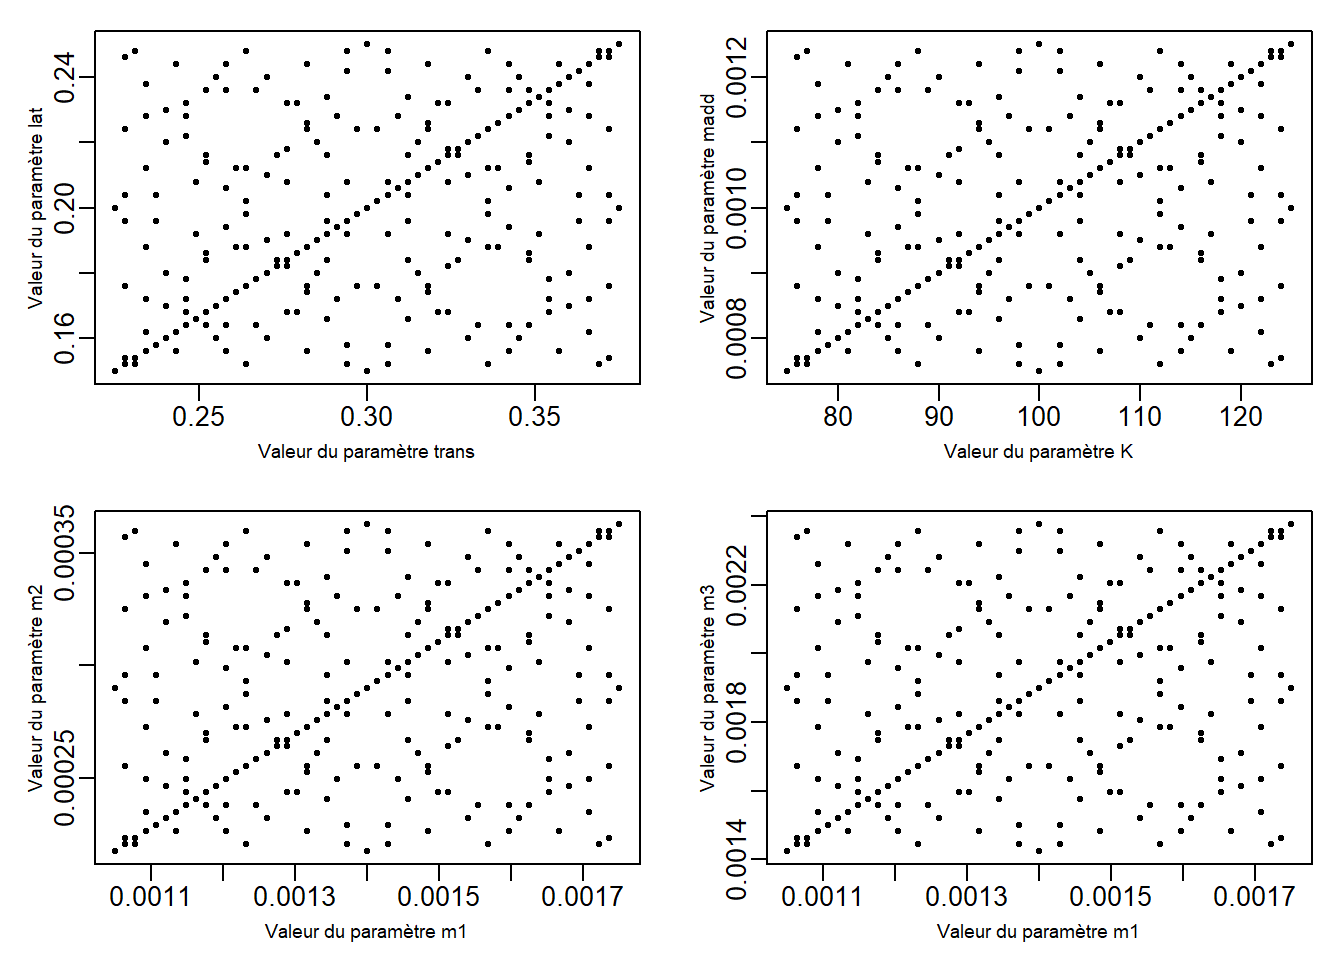 Valeur du paramètre lat
0.16 0.20 0.24
0.25 0.30 0.35
Valeur du paramètre trans
Valeur du paramètre madd
0.0008 0.0010 0.0012
80 90 100 110 120
Valeur du paramètre K
Valeur du paramètre m2
0.00025 0.00035
0.0011 0.0013 0.0015 0.0017
Valeur du paramètre m1
Valeur du paramètre m3
0.0014 0.0018 0.0022
0.0011 0.0013 0.0015 0.0017
Valeur du paramètre m1